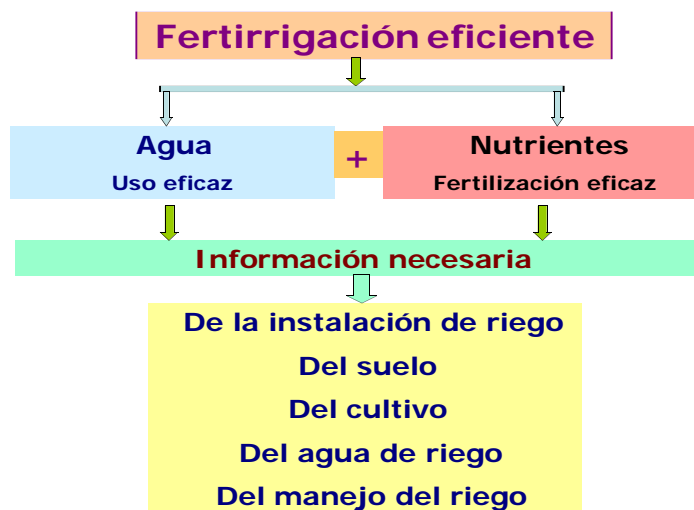 Fertirrigación eficiente
Agua
Uso eficaz
+
Nutrientes
Fertilización eficaz
Información necesaria
De la instalación de riego
Del suelo
Del cultivo
Del agua de riego
Del manejo del riego